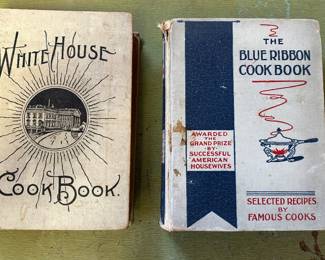 WHITE HOUSE
COOK BOOK.
THE
BLUE RIBBON
COOK BOOK
AWARDED
THE
GRAND PRIZE
·BY·
SUCCESSFUL
AMERICAN
HOUSEWIVES
SELECTED RECIPES
BY
FAMOUS COOKS